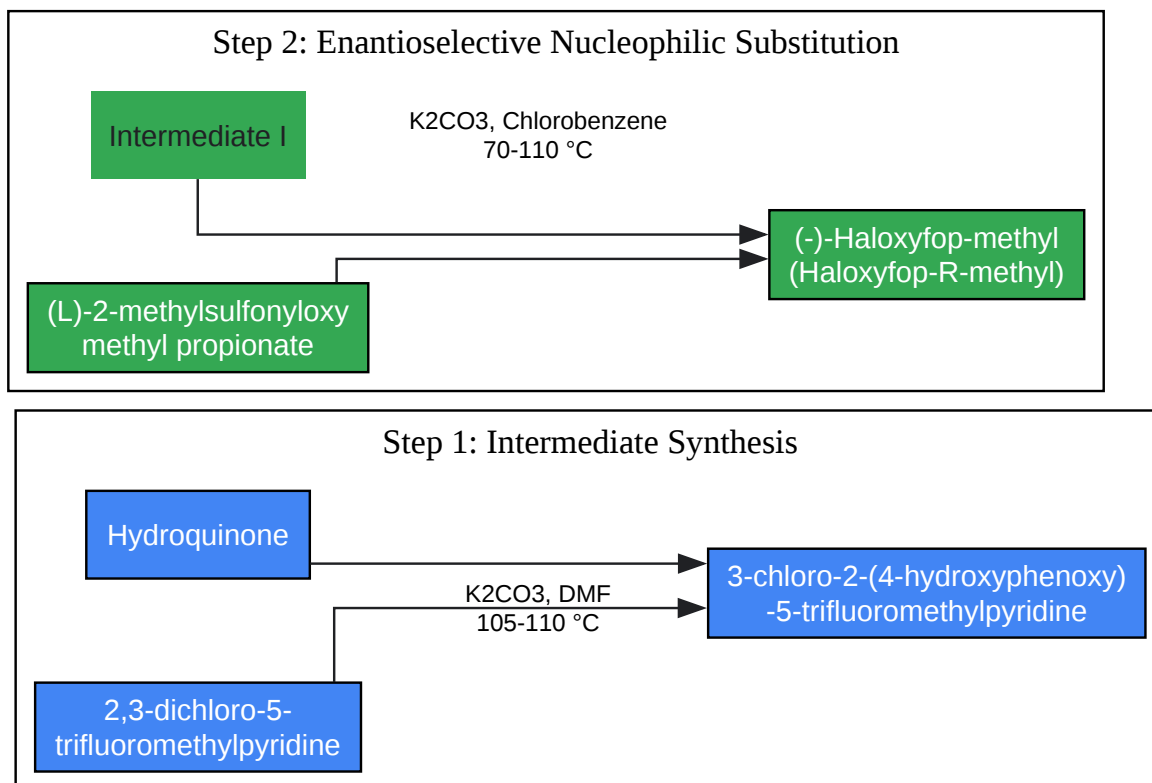 Step 2: Enantioselective Nucleophilic Substitution
Intermediate I
K2CO3, Chlorobenzene
70-110 °C
(-)-Haloxyfop-methyl
(Haloxyfop-R-methyl)
(L)-2-methylsulfonyloxy
methyl propionate
Step 1: Intermediate Synthesis
Hydroquinone
K2CO3, DMF
105-110 °C
3-chloro-2-(4-hydroxyphenoxy)
-5-trifluoromethylpyridine
2,3-dichloro-5-
trifluoromethylpyridine